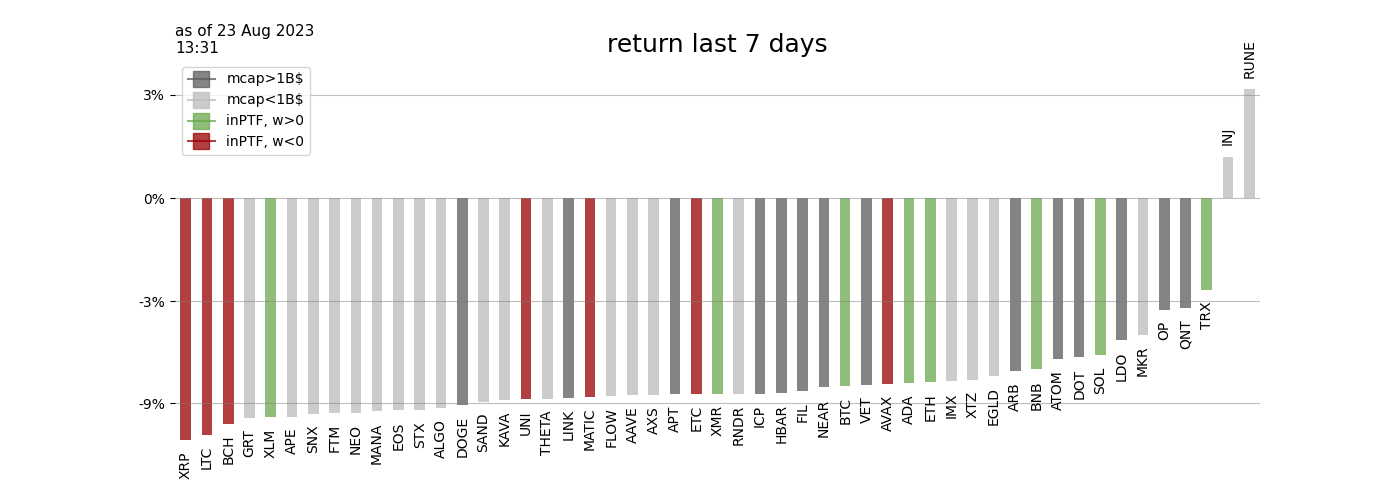 as of 23 Aug 2023
13:31
return last 7 days
mcap>1B$
mcap<1B$
inPTF, w>0
inPTF, w<0
3%
0%
-3%
-9%
XRP
LTC
BCH
GRT
XLM
APE
SNX
FTM
NEO
MANA
EOS
STX
ALGO
DOGE
SAND
KAVA
UNI
THETA
LINK
MATIC
FLOW
AAVE
AXS
APT
ETC
XMR
RNDR
ICP
HBAR
FIL
NEAR
BTC
VET
AVAX
ADA
ETH
IMX
XTZ
EGLD
ARB
BNB
ATOM
DOT
SOL
LDO
MKR
OP
QNT
TRX
INJ
RUNE